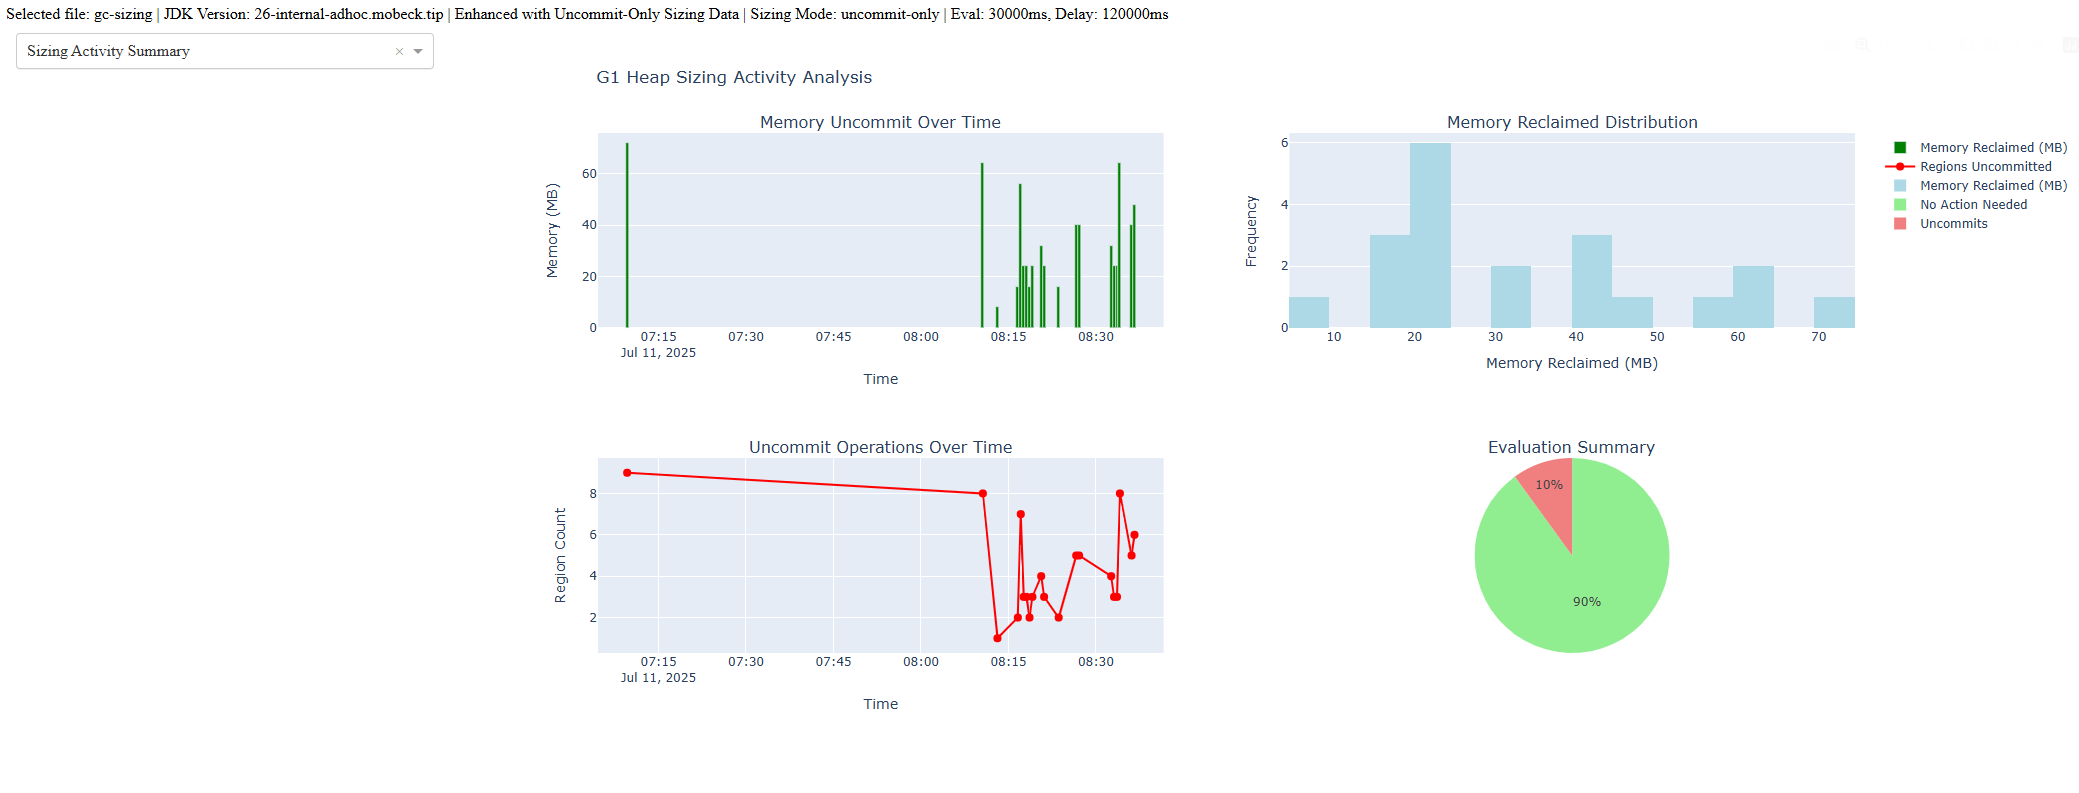 Selected file: gc-sizing | JDK Version: 26-internal-adhoc.mobeck.tip | Enhanced with Uncommit-Only Sizing Data | Sizing Mode: uncommit-only | Eval: 30000ms, Delay: 120000ms
Sizing Activity Summary
G1 Heap Sizing Activity Analysis
Memory Uncommit Over Time
Memory (MB)
60
40
20
0
07:15 07:30 07:45 08:00 08:15 08:30
Jul 11, 2025
Time
Memory Reclaimed Distribution
Frequency
6
4
2
0
10 20 30 40 50 60 70
Memory Reclaimed (MB)
Memory Reclaimed (MB)
Regions Uncommitted
Memory Reclaimed (MB)
No Action Needed
Uncommits
Uncommit Operations Over Time
Region Count
8
6
4
2
07:15 07:30 07:45 08:00 08:15 08:30
Jul 11, 2025
Time
Evaluation Summary
10%
90%